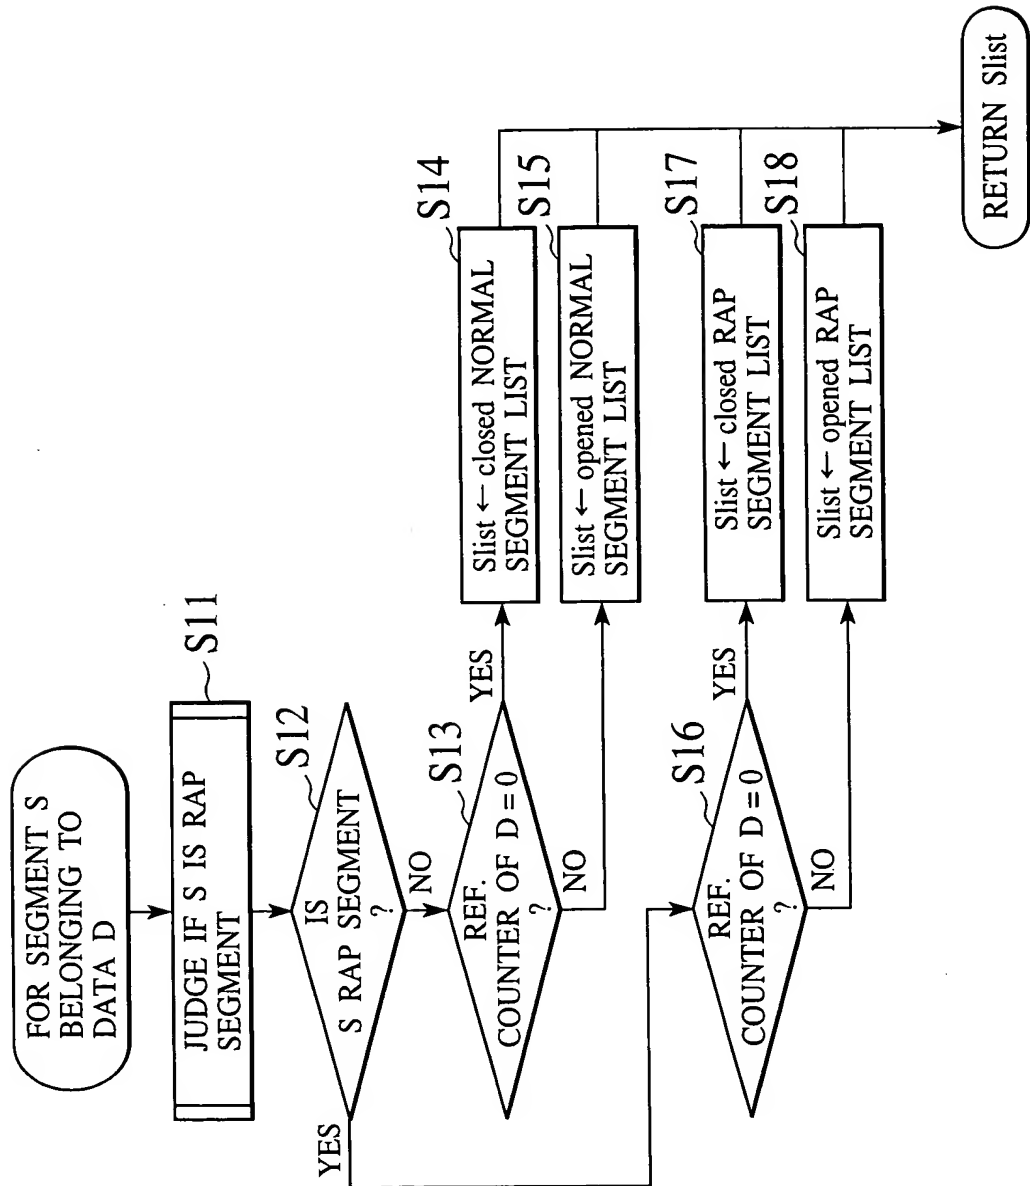 FOR SEGMENT S
BELONGING TO
DATA D
S11
JUDGE IF S IS RAP
SEGMENT
S12
IS
S RAP SEGMENT
?
YES
NO
S13
REF.
COUNTER OF D=0
?
YES
NO
S14
Slist ← closed NORMAL
SEGMENT LIST
S15
Slist ← opened NORMAL
SEGMENT LIST
S16
REF.
COUNTER OF D=0
?
YES
NO
S17
Slist ← closed RAP
SEGMENT LIST
S18
Slist ← opened RAP
SEGMENT LIST
RETURN Slist